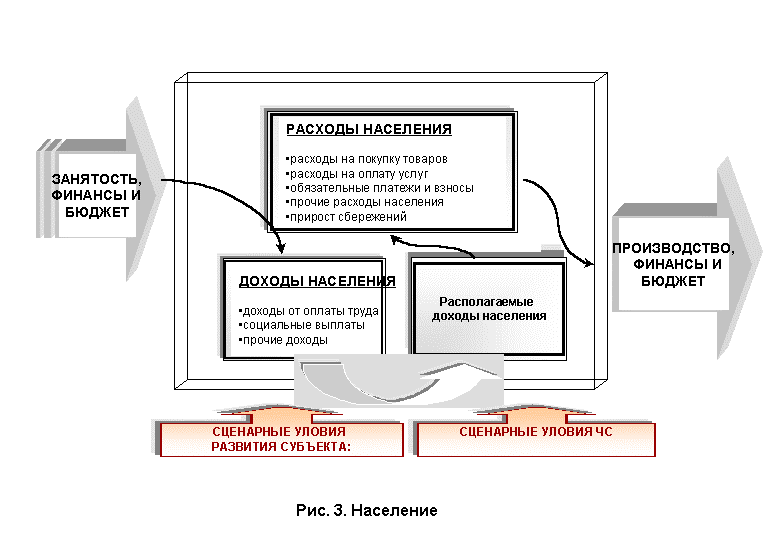 РАСХОДЫ НАСЕЛЕНИЯ
•расходы на покупку товаров
•расходы на оплату услуг
•обязательные платежи и взносы
•прочие расходы населения
•прирост сбережений
ЗАНЯТОСТЬ,
ФИНАНСЫ И
БЮДЖЕТ
ПРОИЗВОДСТВО,
ФИНАНСЫ И
БЮДЖЕТ
ДОХОДЫ НАСЕЛЕНИЯ
•доходы от оплаты труда
•социальные выплаты
•прочие доходы
Располагаемые
доходы населения
СЦЕНАРНЫЕ УЛОВИЯ
РАЗВИТИЯ СУБЪЕКТА:
СЦЕНАРНЫЕ УЛОВИЯ ЧС
Рис. 3. Население